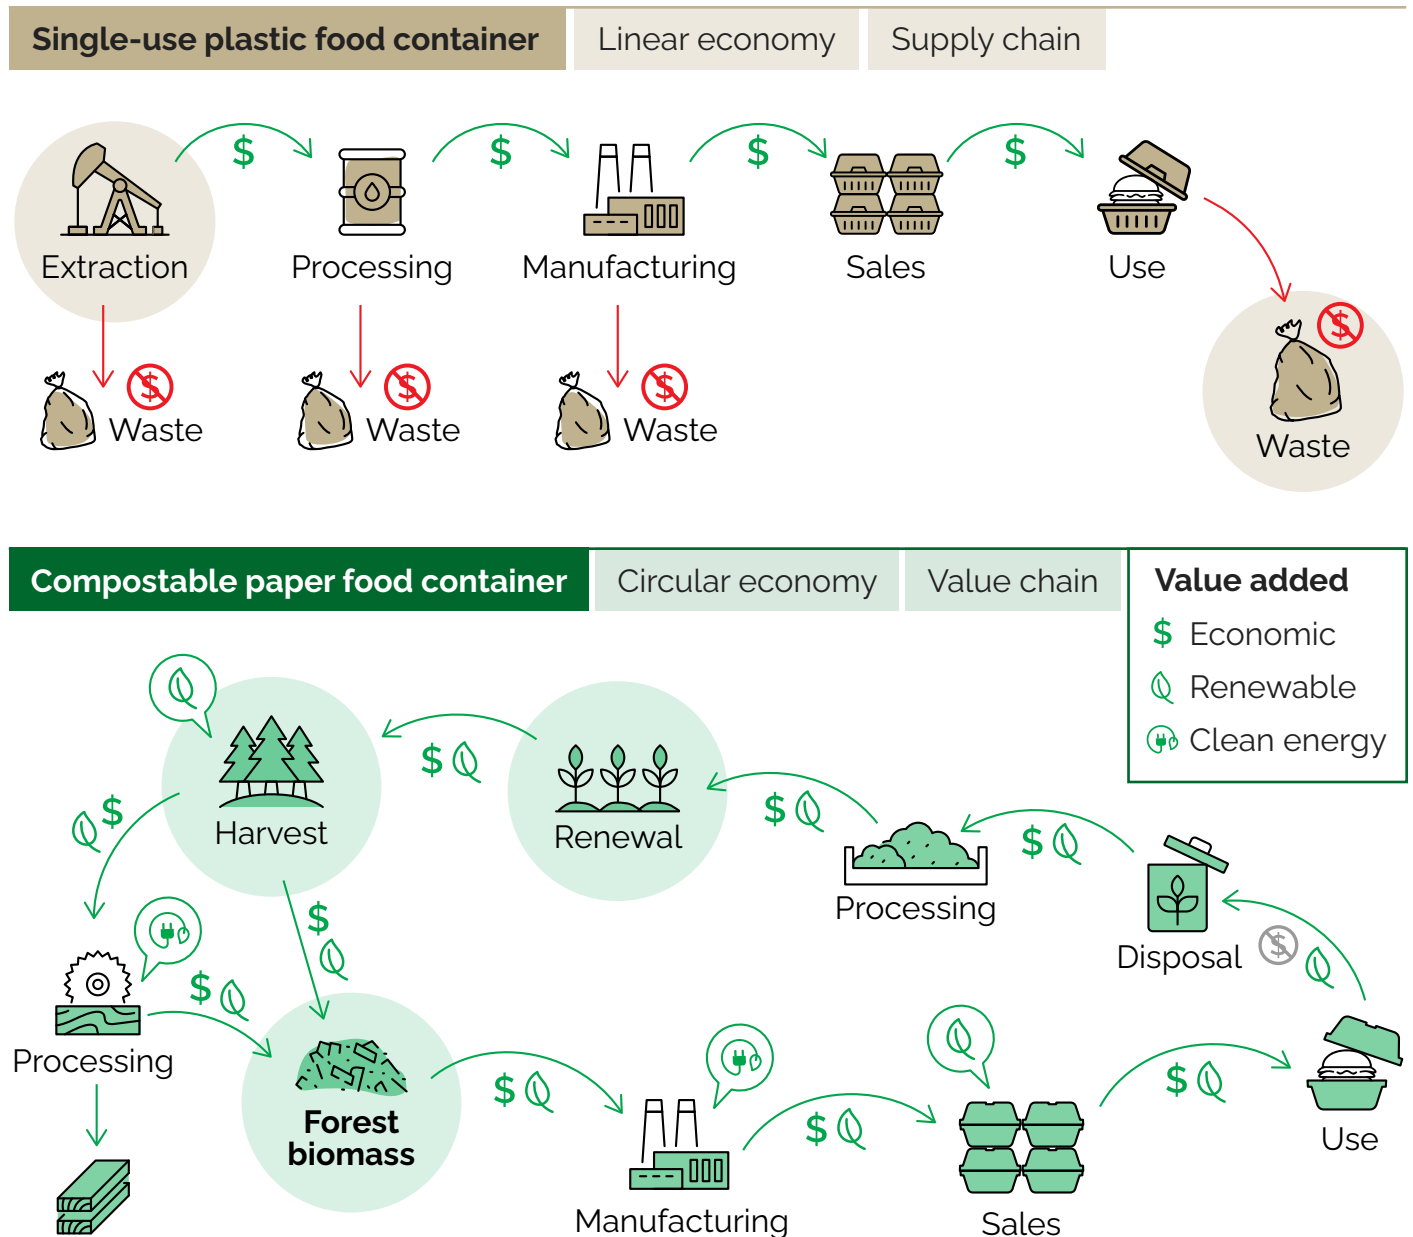 Single-use plastic food container
Linear economy
Supply chain
$
$
$
$
Extraction
Processing
Manufacturing
Sales
Use
$
Waste
$
Waste
$
Waste
$
Waste
Compostable paper food container
Circular economy
Value chain
Value added
$ Economic
Renewable
Clean energy
$
Harvest
$
Renewal
$
Processing
$
Disposal
$
$
$
Processing
$
Forest
biomass
$
Manufacturing
$
Sales
$
Use